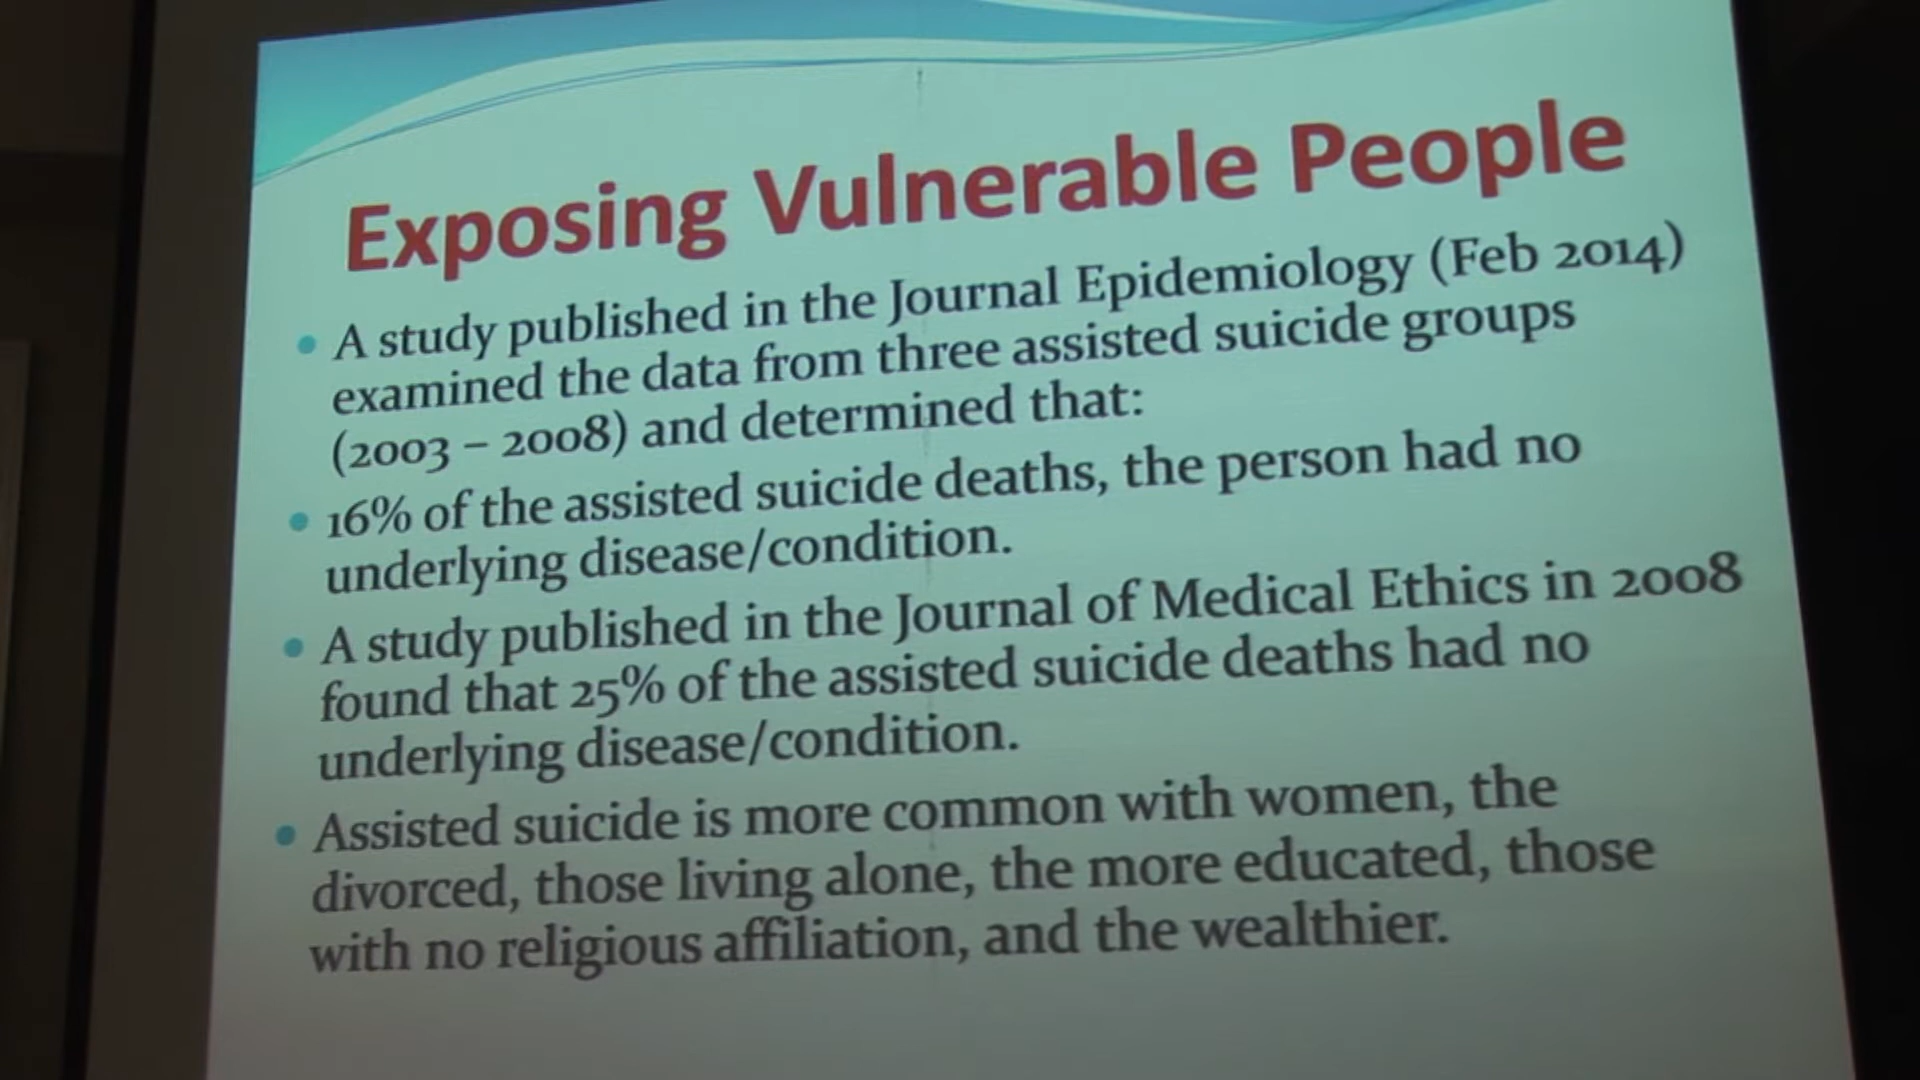 Exposing Vulnerable People
• A study published in the Journal Epidemiology (Feb 2014)
examined the data from three assisted suicide groups
(2003 – 2008) and determined that:
• 16% of the assisted suicide deaths, the person had no
underlying disease/condition.
• A study published in the Journal of Medical Ethics in 2008
found that 25% of the assisted suicide deaths had no
underlying disease/condition.
• Assisted suicide is more common with women, the
divorced, those living alone, the more educated, those
with no religious affiliation, and the wealthier.